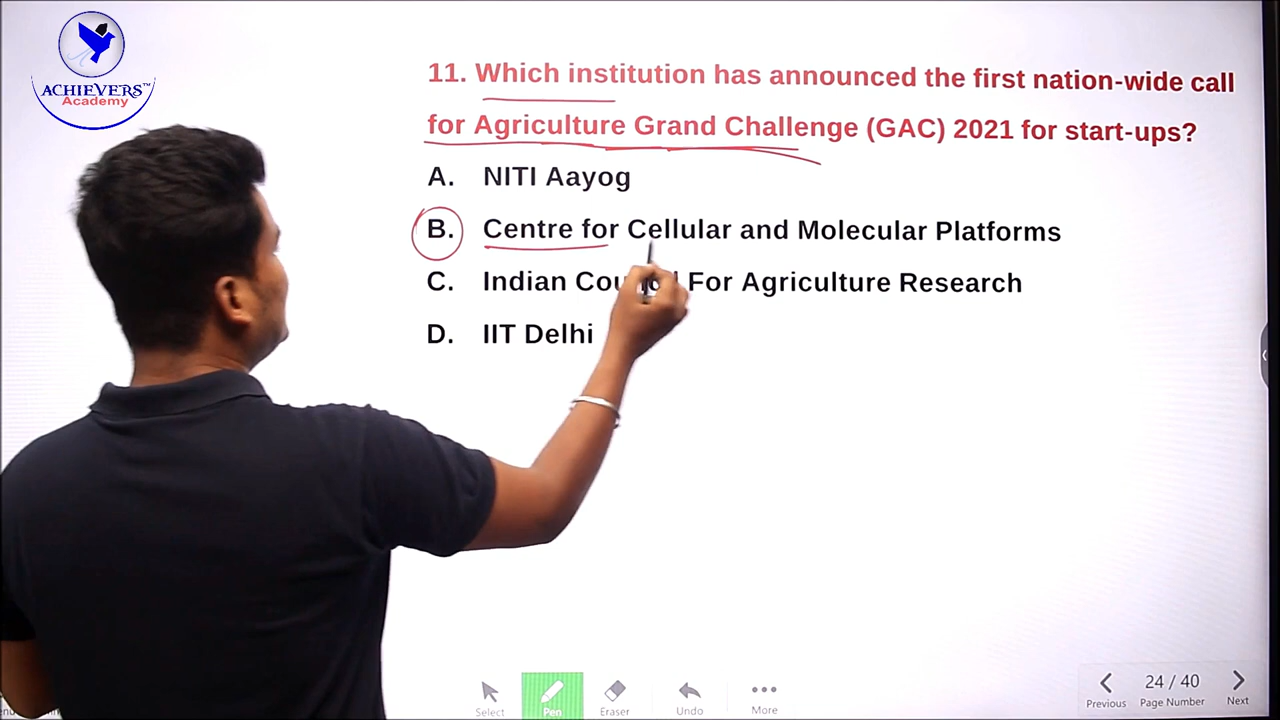 ACHIEVERS™
Academy
11. Which institution has announced the first nation-wide call
for Agriculture Grand Challenge (GAC) 2021 for start-ups?
A. NITI Aayog
B. Centre for Cellular and Molecular Platforms
C. Indian Council For Agriculture Research
D. IIT Delhi
Select
Pen
Eraser
Undo
More
Previous
24 / 40
Page Number
Next